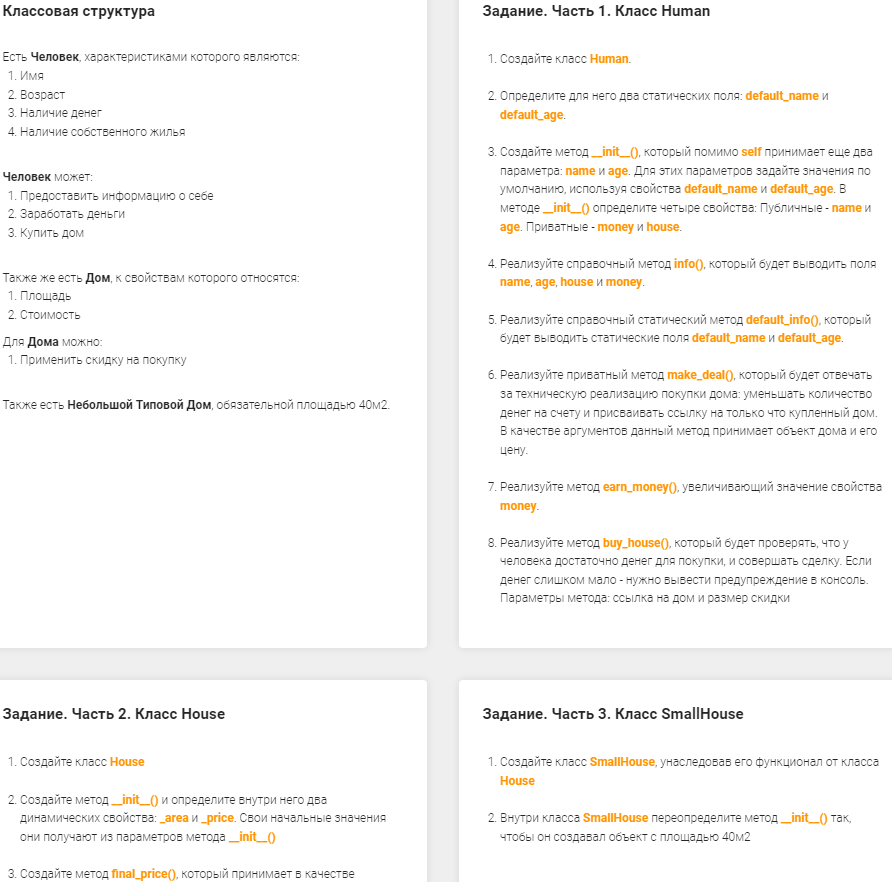 Классовая структура
Есть Человек, характеристиками которого являются:
1. Имя
2. Возраст
3. Наличие денег
4. Наличие собственного жилья
Человек может:
1. Предоставить информацию о себе
2. Заработать деньги
3. Купить дом
Также же есть Дом, к свойствам которого относятся:
1. Площадь
2. Стоимость
Для Дома можно:
1. Применить скидку на покупку
Также есть Небольшой Типовой Дом, обязательной площадью 40м2.
Задание. Часть 1. Класс Human
1. Создайте класс Human.
2. Определите для него два статических поля: default_name и
default_age.
3. Создайте метод __init__(), который помимо self принимает еще два
параметра: name и age. Для этих параметров задайте значения по
умолчанию, используя свойства default_name и default_age. В
методе __init__() определите четыре свойства: Публичные - name и
age. Приватные - money и house.
4. Реализуйте справочный метод info(), который будет выводить поля
name, age, house и money.
5. Реализуйте справочный статический метод default_info(), который
будет выводить статические поля default_name и default_age.
6. Реализуйте приватный метод make_deal(), который будет отвечать
за техническую реализацию покупки дома: уменьшать количество
денег на счету и присваивать ссылку на только что купленный дом.
В качестве аргументов данный метод принимает объект дома и его
цену.
7. Реализуйте метод earn_money(), увеличивающий значение свойства
money.
8. Реализуйте метод buy_house(), который будет проверять, что у
человека достаточно денег для покупки, и совершать сделку. Если
денег слишком мало - нужно вывести предупреждение в консоль.
Параметры метода: ссылка на дом и размер скидки
Задание. Часть 2. Класс House
1. Создайте класс House
2. Создайте метод __init__() и определите внутри него два
динамических свойства: _area и _price. Свои начальные значения
они получают из параметров метода __init__()
3. Создайте метод final_price(), который принимает в качестве
Задание. Часть 3. Класс SmallHouse
1. Создайте класс SmallHouse, унаследовав его функционал от класса
House
2. Внутри класса SmallHouse переопределите метод __init__() так,
чтобы он создавал объект с площадью 40м2